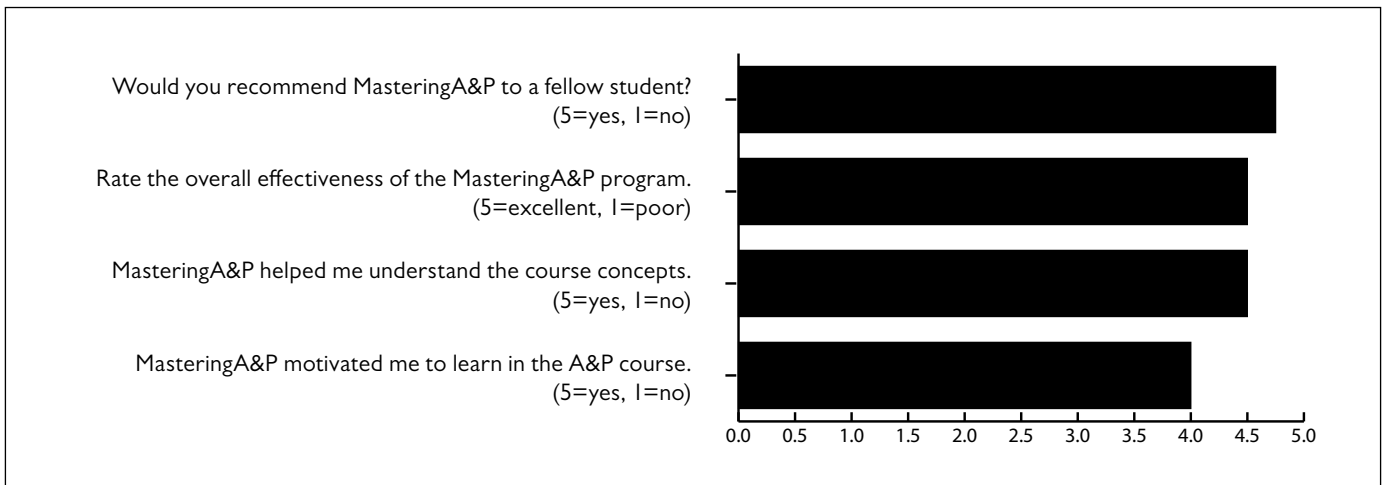 Would you recommend MasteringA&P to a fellow student?
(5=yes, 1=no)
Rate the overall effectiveness of the MasteringA&P program.
(5=excellent, 1=poor)
MasteringA&P helped me understand the course concepts.
(5=yes, 1=no)
MasteringA&P motivated me to learn in the A&P course.
(5=yes, 1=no)
0.0 0.5 1.0 1.5 2.0 2.5 3.0 3.5 4.0 4.5 5.0